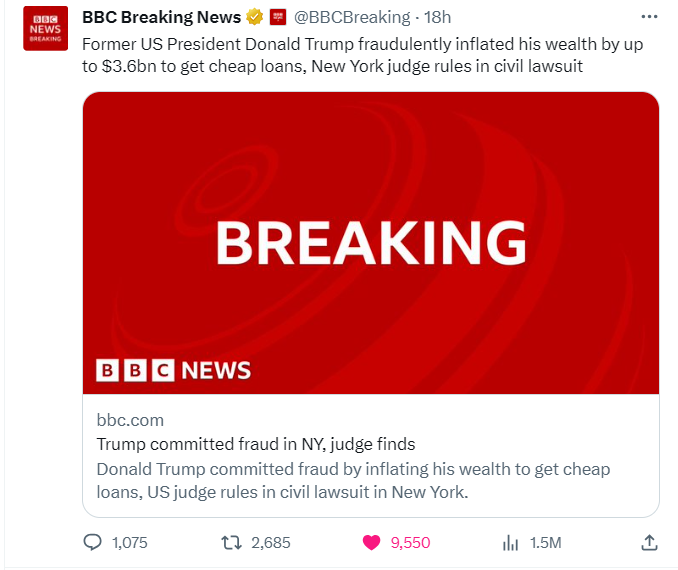 BBC
NEWS
BREAKING
BBC Breaking News @BBCBreaking · 18h
Former US President Donald Trump fraudulently inflated his wealth by up
to $3.6bn to get cheap loans, New York judge rules in civil lawsuit
BREAKING
BBC NEWS
bbc.com
Trump committed fraud in NY, judge finds
Donald Trump committed fraud by inflating his wealth to get cheap
loans, US judge rules in civil lawsuit in New York.
1,075 2,685 9,550 1.5M